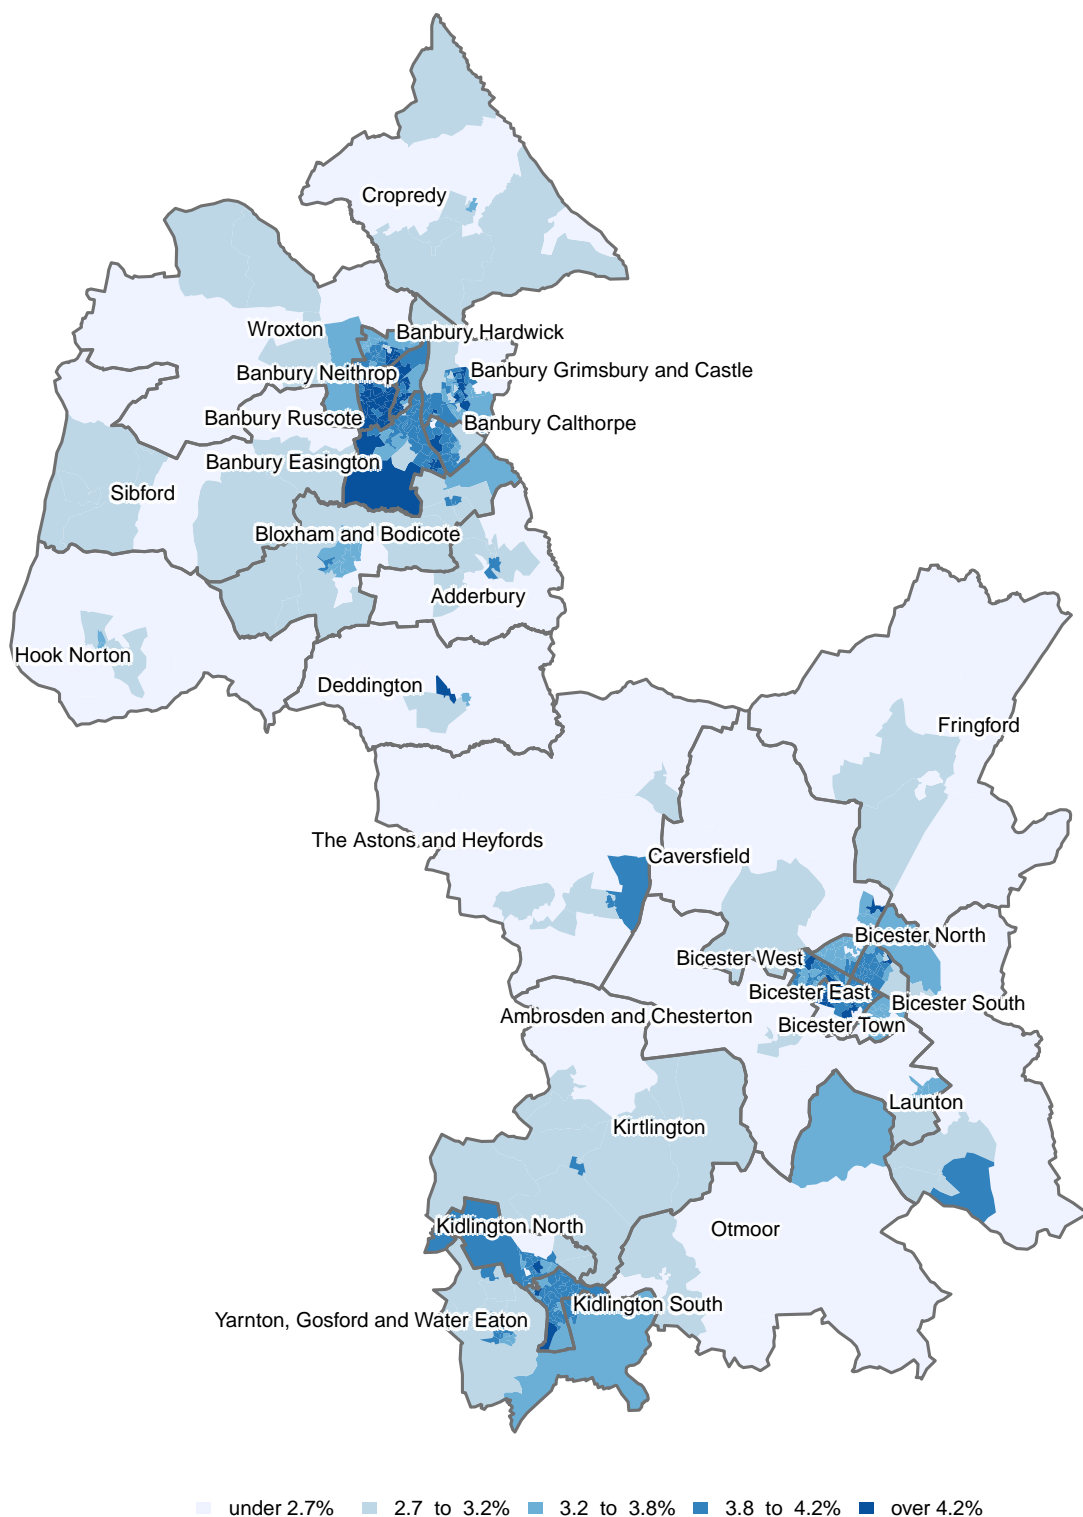 Cropredy
Wroxton
Banbury Hardwick
Banbury Neithrop
Banbury Grimsbury and Castle
Banbury Ruscote
Banbury Calthorpe
Banbury Easington
Sibford
Bloxham and Bodicote
Adderbury
Hook Norton
Deddington
Fringford
The Astons and Heyfords
Caversfield
Bicester North
Bicester West
Bicester East
Bicester South
Ambrosden and Chesterton
Bicester Town
Launton
Kirtlington
Kidlington North
Otmoor
Kidlington South
Yarnton, Gosford and Water Eaton
under 2.7% 2.7 to 3.2% 3.2 to 3.8% 3.8 to 4.2% over 4.2%